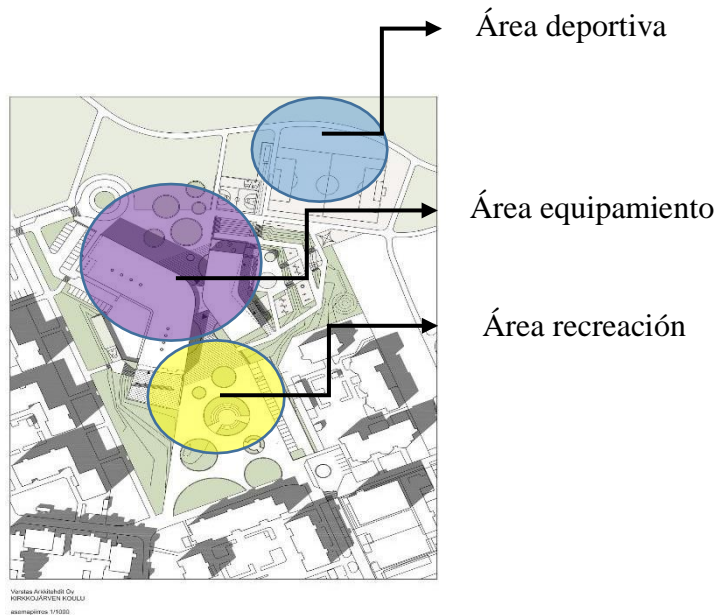 Área deportiva
Área equipamiento
Área recreación
Verstas Arkkitehdit Oy
KIRKKOJÄRVEN KOULU
asemapiirros 1/1000